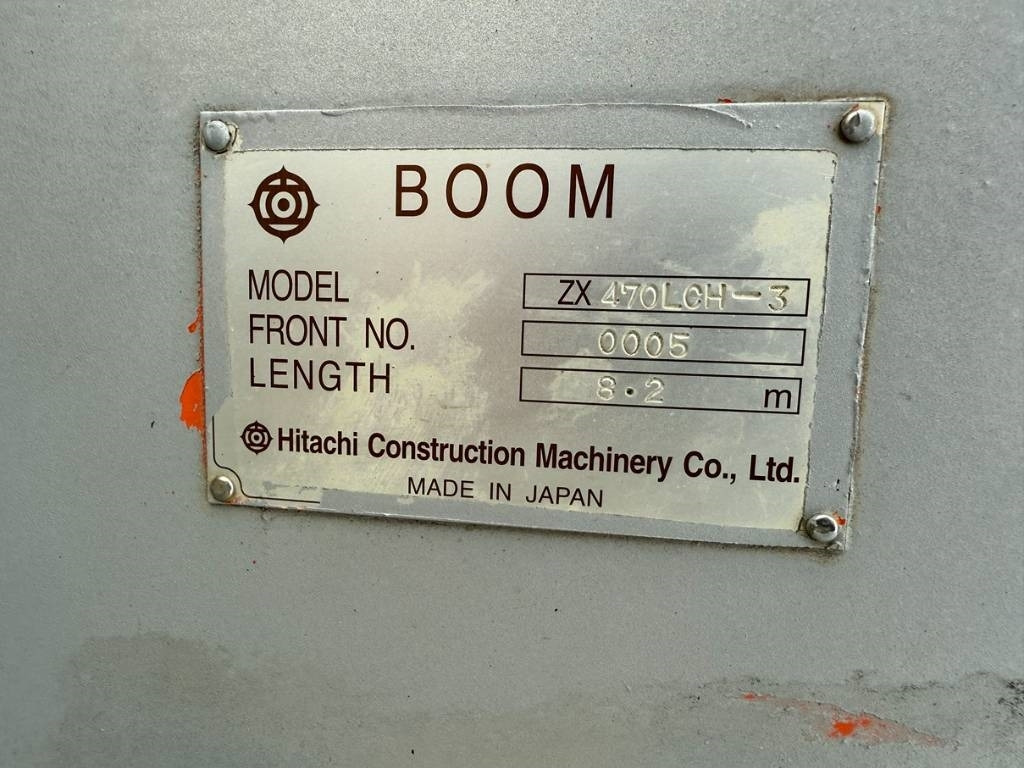 BOOM
MODEL ZX 470LCH-3
FRONT NO. 0005
LENGTH 8.2 m
Hitachi Construction Machinery Co., Ltd.
MADE IN JAPAN